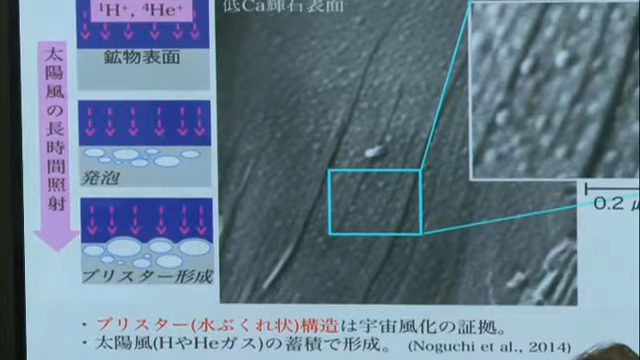 ¹H⁺, ⁴He⁺
低Ca輝石表面
鉱物表面
太陽風の長時間照射
発泡
ブリスター形成
0.2
・ブリスター(水ぶくれ状)構造は宇宙風化の証拠。
・太陽風(HやHeガス)の蓄積で形成。 (Noguchi et al., 2014)